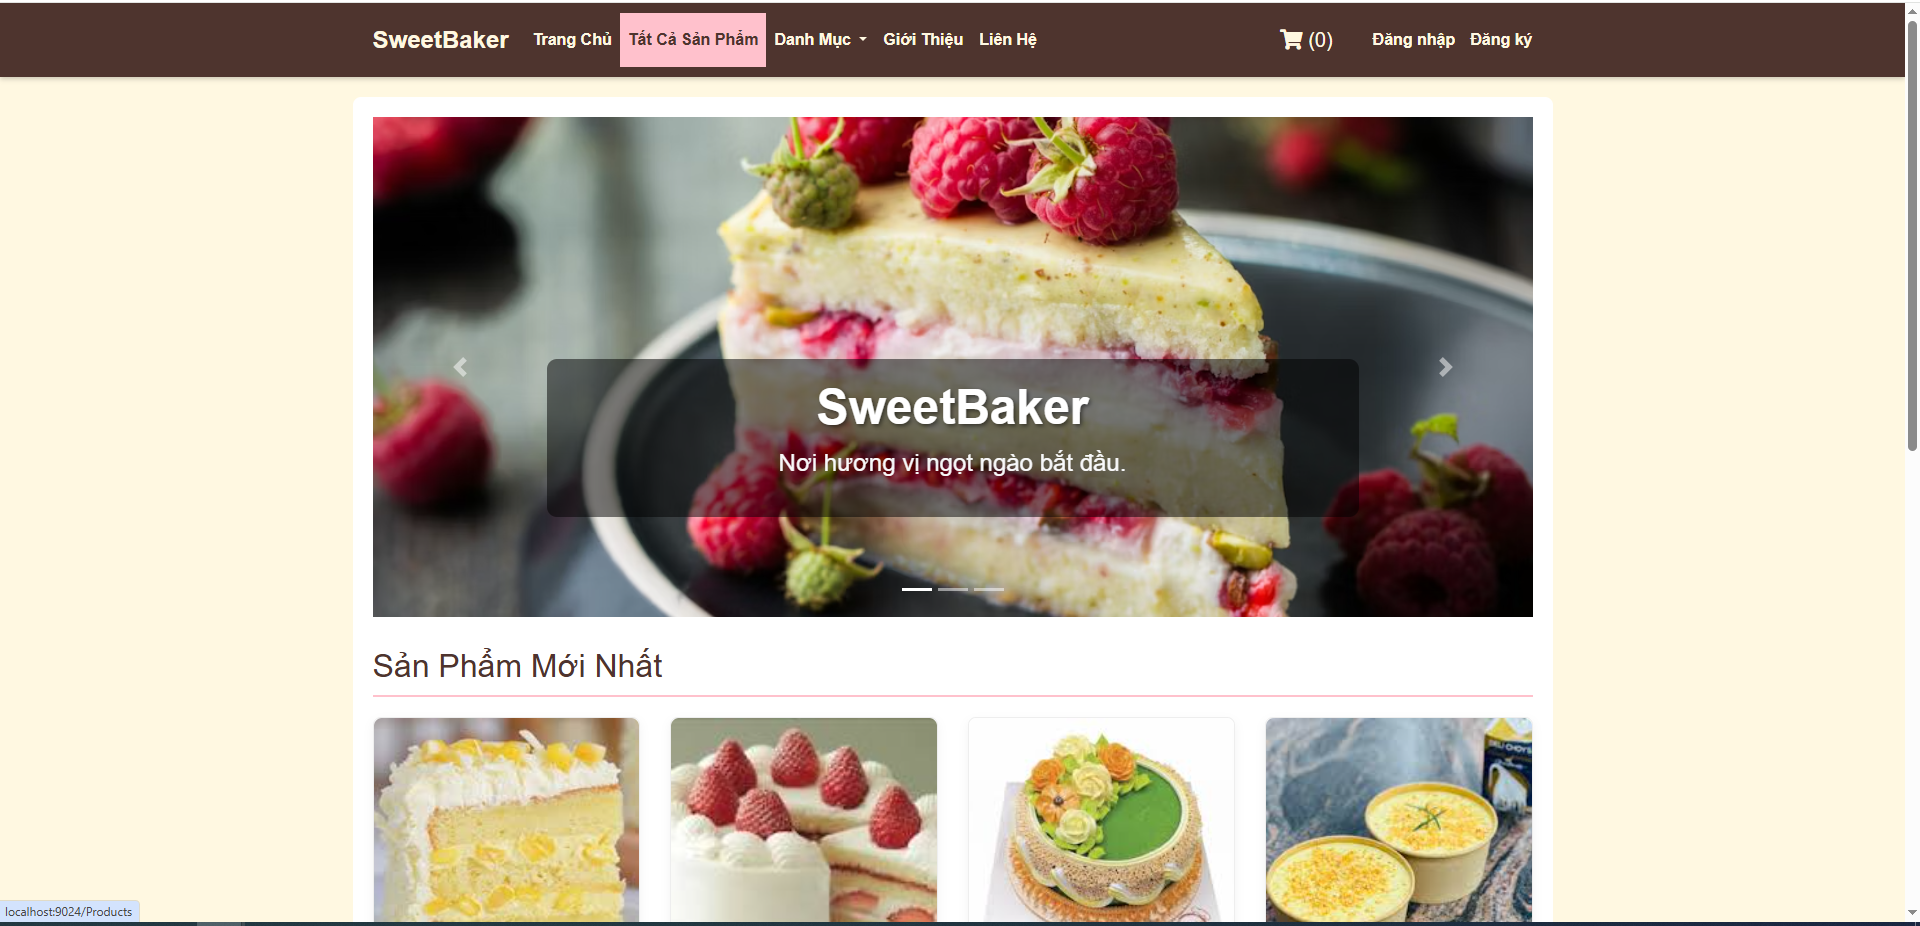 SweetBaker Trang Chủ Tất Cả Sản Phẩm Danh Mục Giới Thiệu Liên Hệ (0) Đăng nhập Đăng ký
SweetBaker
Nơi hương vị ngọt ngào bắt đầu.
Sản Phẩm Mới Nhất
localhost:9024/Products